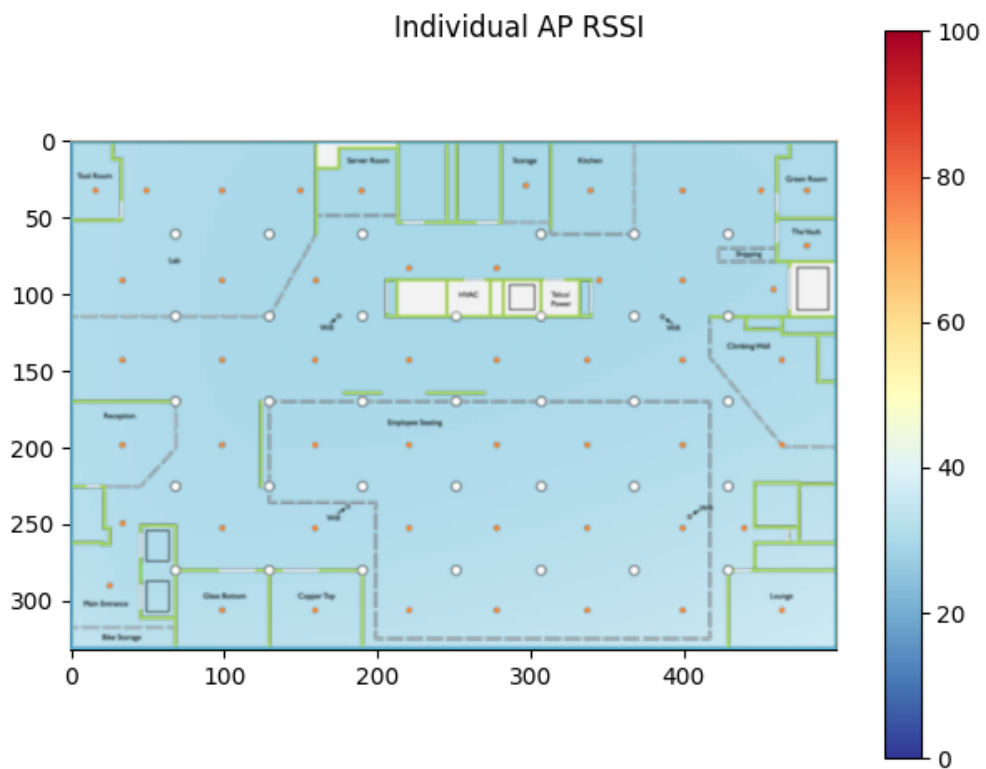 Individual AP RSSI
100
80
60
40
20
0
0
50
100
150
200
250
300
0
100
200
300
400
Tool Room
Server Room
Storage
Kitchen
Green Room
The Vault
Shipping
Lab
HVAC
Telco/
Power
Climbing Wall
Reception
Employee Seating
Main Entrance
Glass Bottom
Copper Top
Lounge
Bike Storage